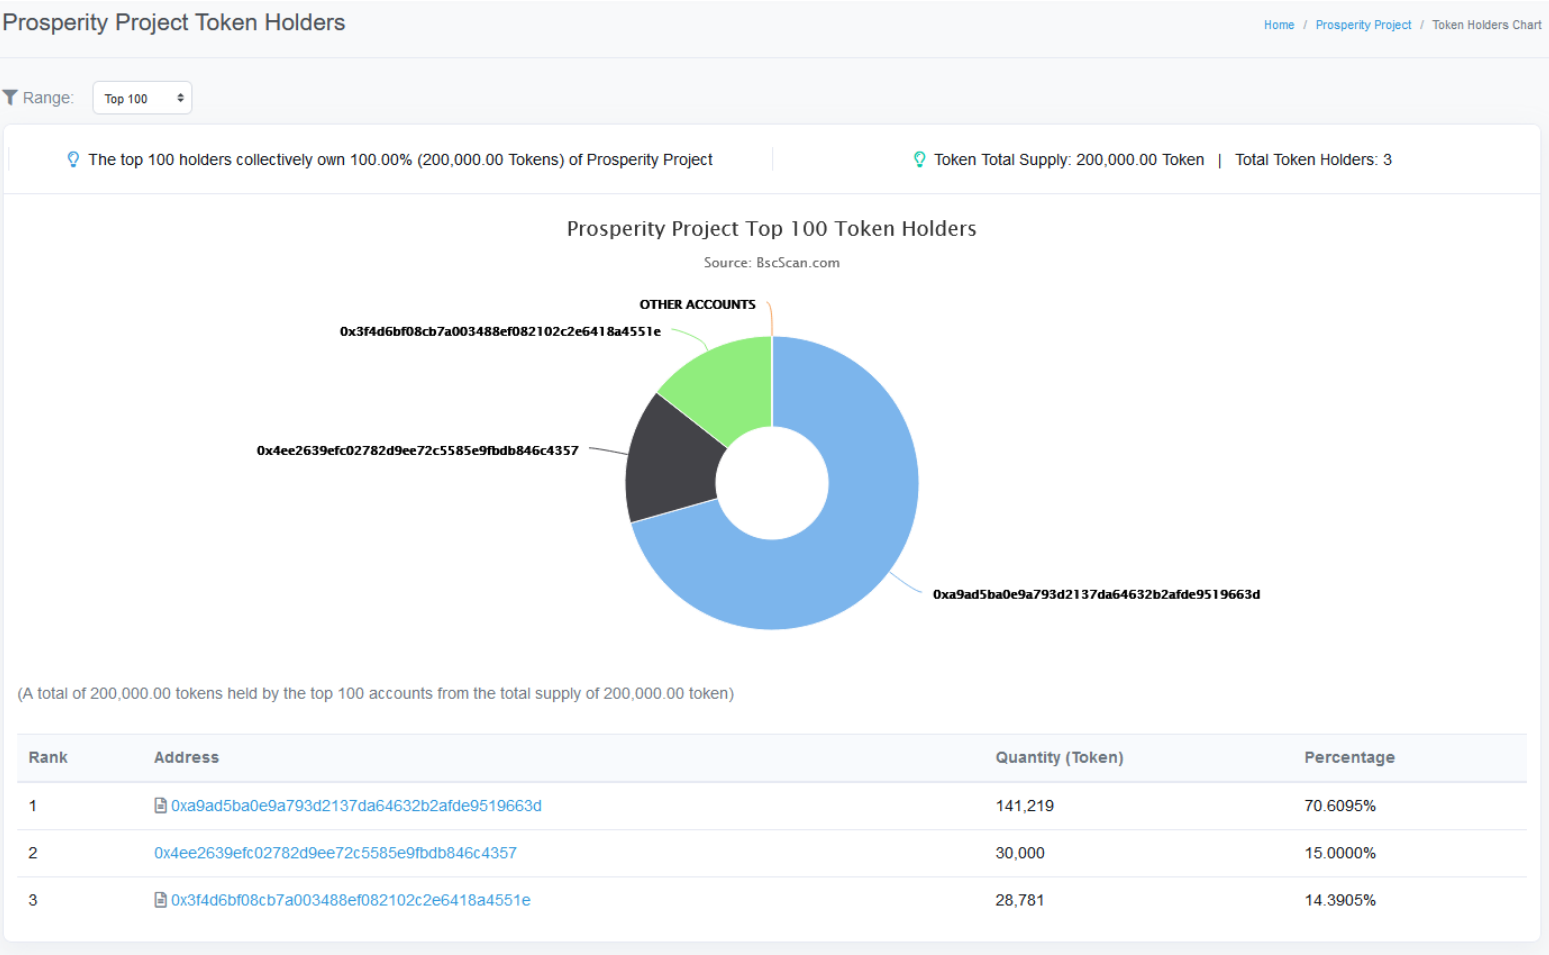 Prosperity Project Token Holders
Home / Prosperity Project / Token Holders Chart
Range: Top 100
The top 100 holders collectively own 100.00% (200,000.00 Tokens) of Prosperity Project
Token Total Supply: 200,000.00 Token | Total Token Holders: 3
Prosperity Project Top 100 Token Holders
Source: BscScan.com
OTHER ACCOUNTS
0x3f4d6bf08cb7a003488ef082102c2e6418a4551e
0x4ee2639efc02782d9ee72c5585e9fbdb846c4357
0xa9ad5ba0e9a793d2137da64632b2afde9519663d
(A total of 200,000.00 tokens held by the top 100 accounts from the total supply of 200,000.00 token)
Rank Address Quantity (Token) Percentage
1 0xa9ad5ba0e9a793d2137da64632b2afde9519663d 141,219 70.6095%
2 0x4ee2639efc02782d9ee72c5585e9fbdb846c4357 30,000 15.0000%
3 0x3f4d6bf08cb7a003488ef082102c2e6418a4551e 28,781 14.3905%